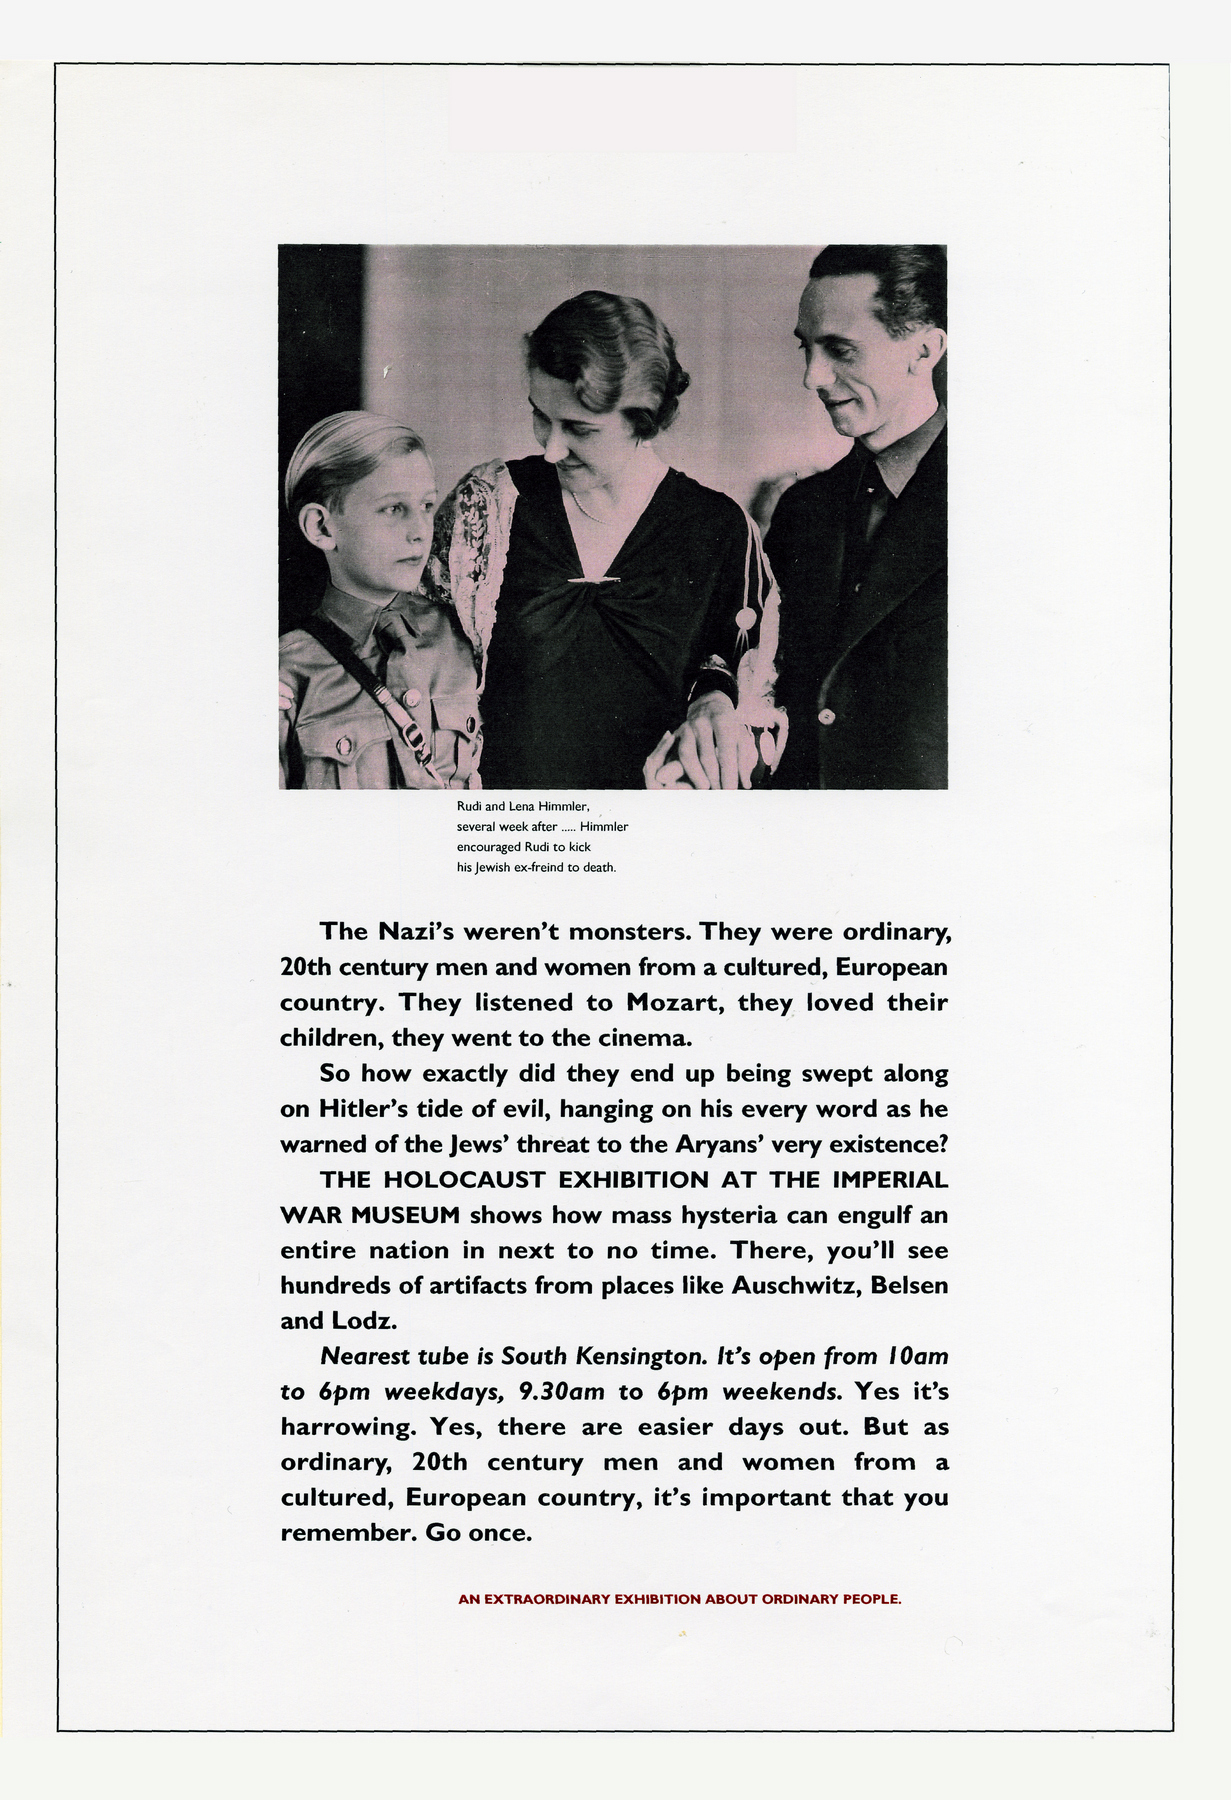 Rudi and Lena Himmler,
several week after ..... Himmler
encouraged Rudi to kick
his Jewish ex-freind to death.
The Nazi's weren't monsters. They were ordinary,
20th century men and women from a cultured, European
country. They listened to Mozart, they loved their
children, they went to the cinema.
So how exactly did they end up being swept along
on Hitler's tide of evil, hanging on his every word as he
warned of the Jews' threat to the Aryans' very existence?
THE HOLOCAUST EXHIBITION AT THE IMPERIAL
WAR MUSEUM shows how mass hysteria can engulf an
entire nation in next to no time. There, you'll see
hundreds of artifacts from places like Auschwitz, Belsen
and Lodz.
Nearest tube is South Kensington. It's open from 10am
to 6pm weekdays, 9.30am to 6pm weekends. Yes it's
harrowing. Yes, there are easier days out. But as
ordinary, 20th century men and women from a
cultured, European country, it's important that you
remember. Go once.
AN EXTRAORDINARY EXHIBITION ABOUT ORDINARY PEOPLE.